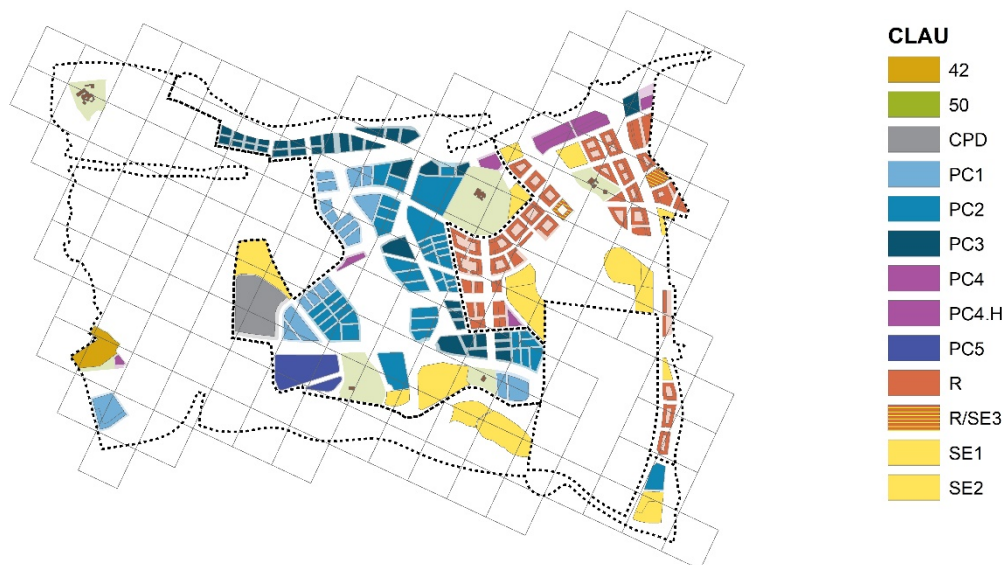 CLAU
42
50
CPD
PC1
PC2
PC3
PC4
PC4.H
PC5
R
R/SE3
SE1
SE2